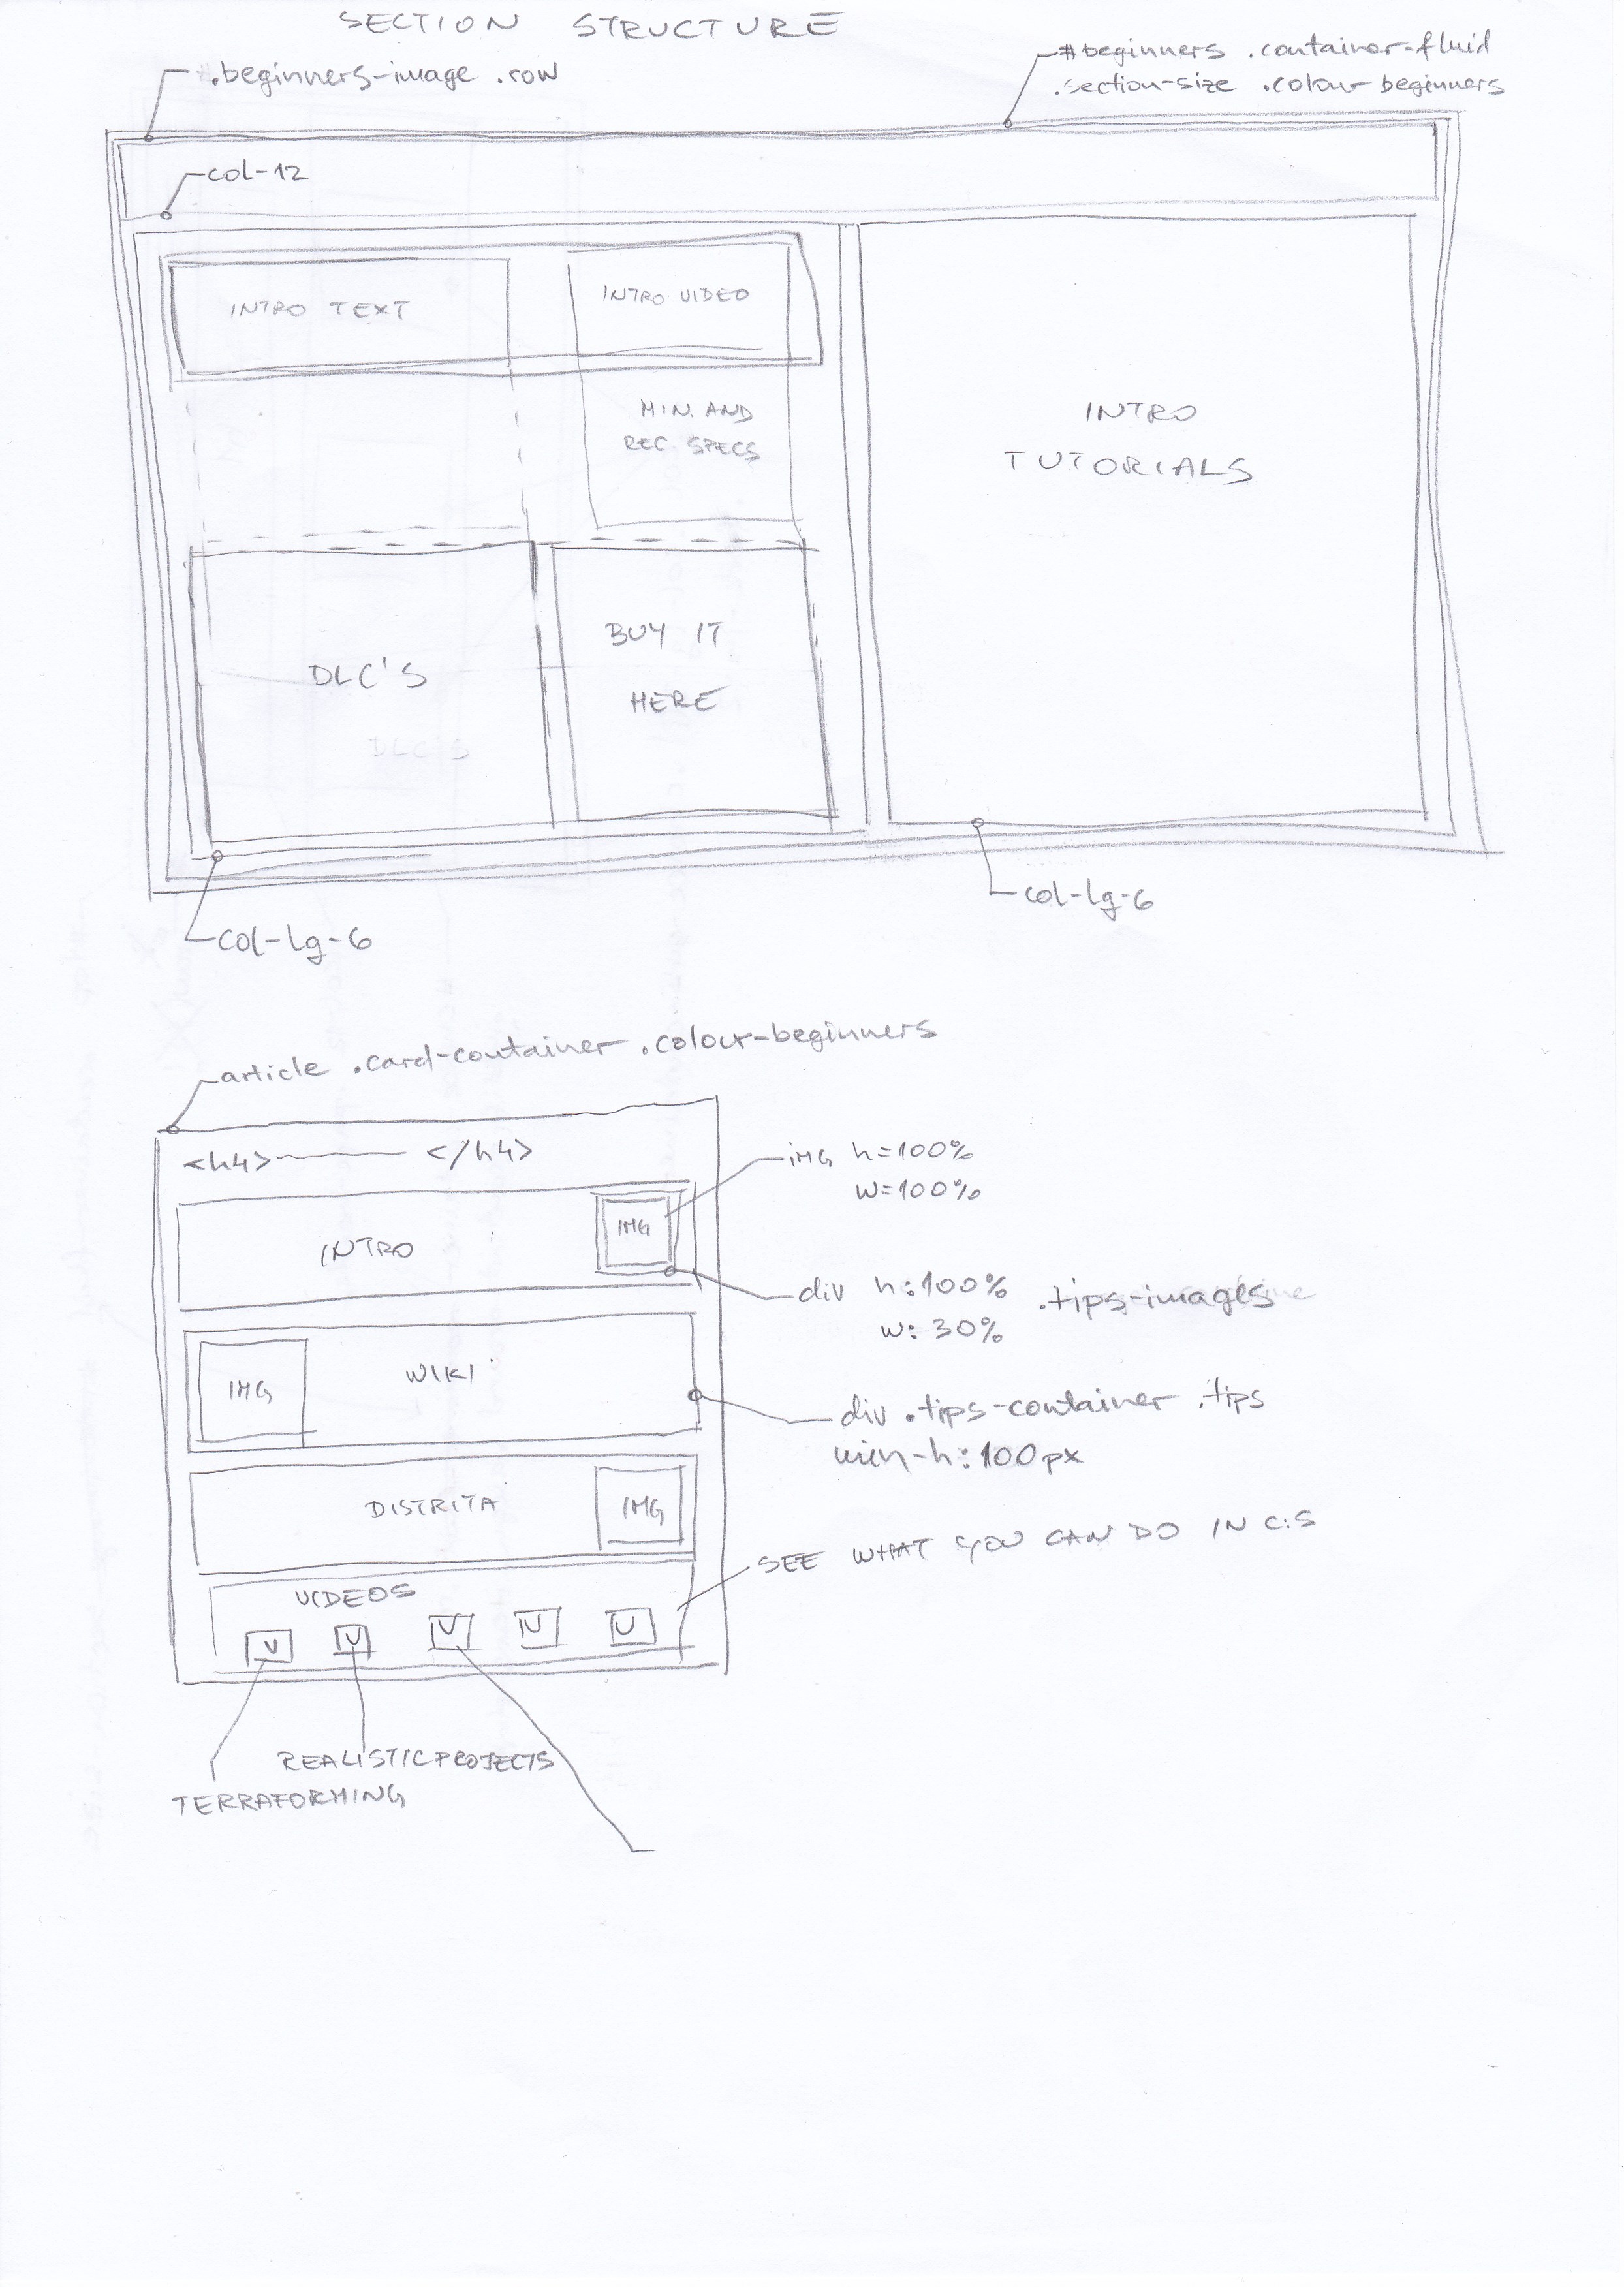 SECTION STRUCTURE
.beginners-image .row
#beginners .container-fluid
.section-size .colour-beginners
col-12
INTRO TEXT
INTRO VIDEO
MIN. AND
REC. SPECS
INTRO
TUTORIALS
DLC'S
BUY IT
HERE
DLC'S
col-lg-6
col-lg-6
article .card-container .colour-beginners
<h4> </h4>
IMG h=100%
w=100%
INTRO
IMG
div h:100% .tips-images
w: 30%
IMG
WIKI
div .tips-container .tips
min-h:100px
DISTRITA
IMG
SEE WHAT YOU CAN DO IN C:S
VIDEOS
V V V V V
REALISTIC PROJECTS
TERRAFORMING